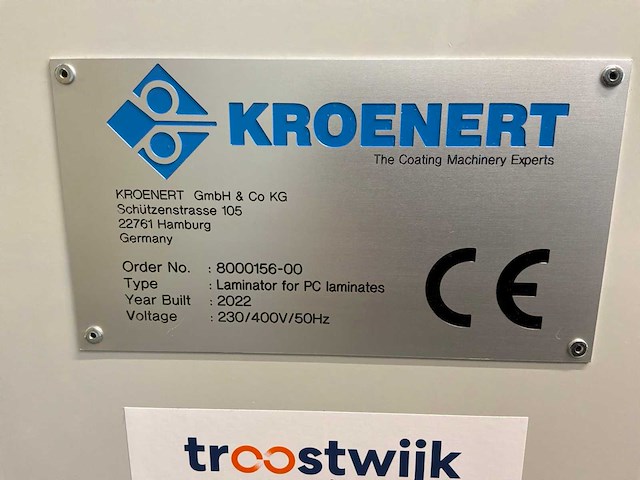 KROENERT
The Coating Machinery Experts
KROENERT GmbH & Co KG
Schützenstrasse 105
22761 Hamburg
Germany
Order No. : 8000156-00
Type : Laminator for PC laminates
Year Built : 2022
Voltage : 230/400V/50Hz
CE
troostwijk